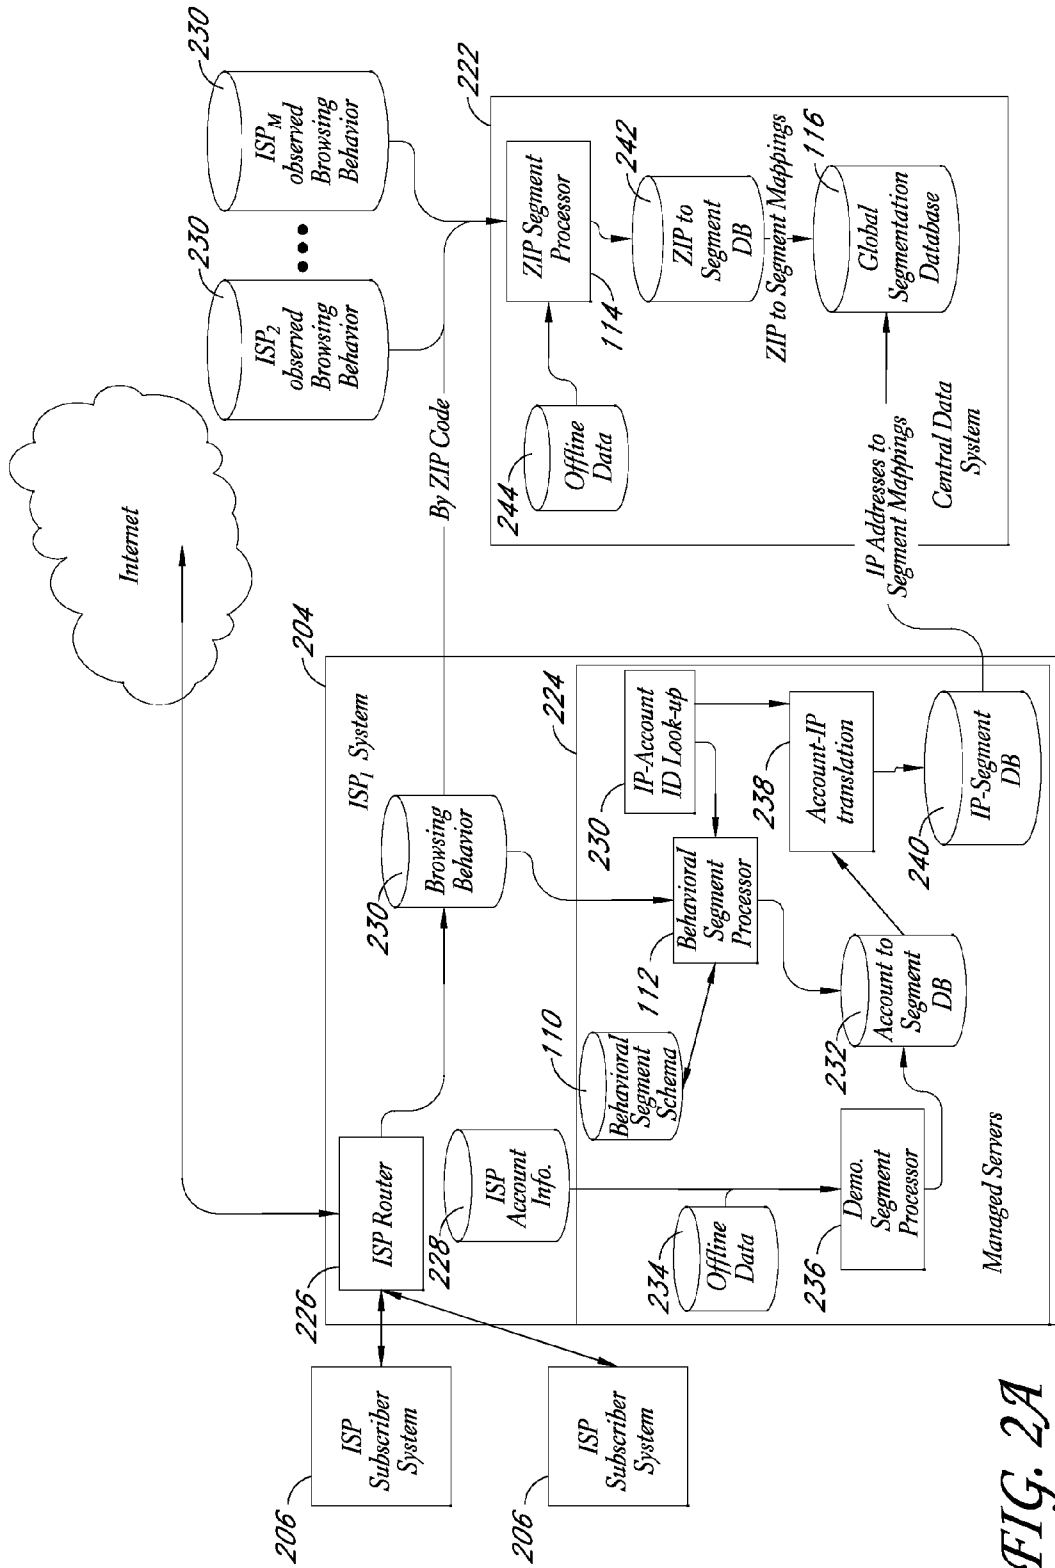 Internet
230
ISP2
observed
Browsing
Behavior
230
ISPM
observed
Browsing
Behavior
204
ISP1 System
By ZIP Code
222
206
ISP
Subscriber
System
226
ISP Router
230
Browsing
Behavior
244
Offline
Data
ZIP Segment
Processor
114
228
ISP
Account
Info.
224
206
ISP
Subscriber
System
110
Behavioral
Segment
Schema
230
IP-Account
ID Look-up
ZIP to
Segment
DB
242
234
Offline
Data
112
Behavioral
Segment
Processor
ZIP to Segment Mappings
238
Account-IP
translation
236
Demo.
Segment
Processor
232
Account to
Segment
DB
Global
Segmentation
Database
116
IP Addresses to
Segment Mappings
240
IP-Segment
DB
Central Data
System
Managed Servers
FIG. 2A